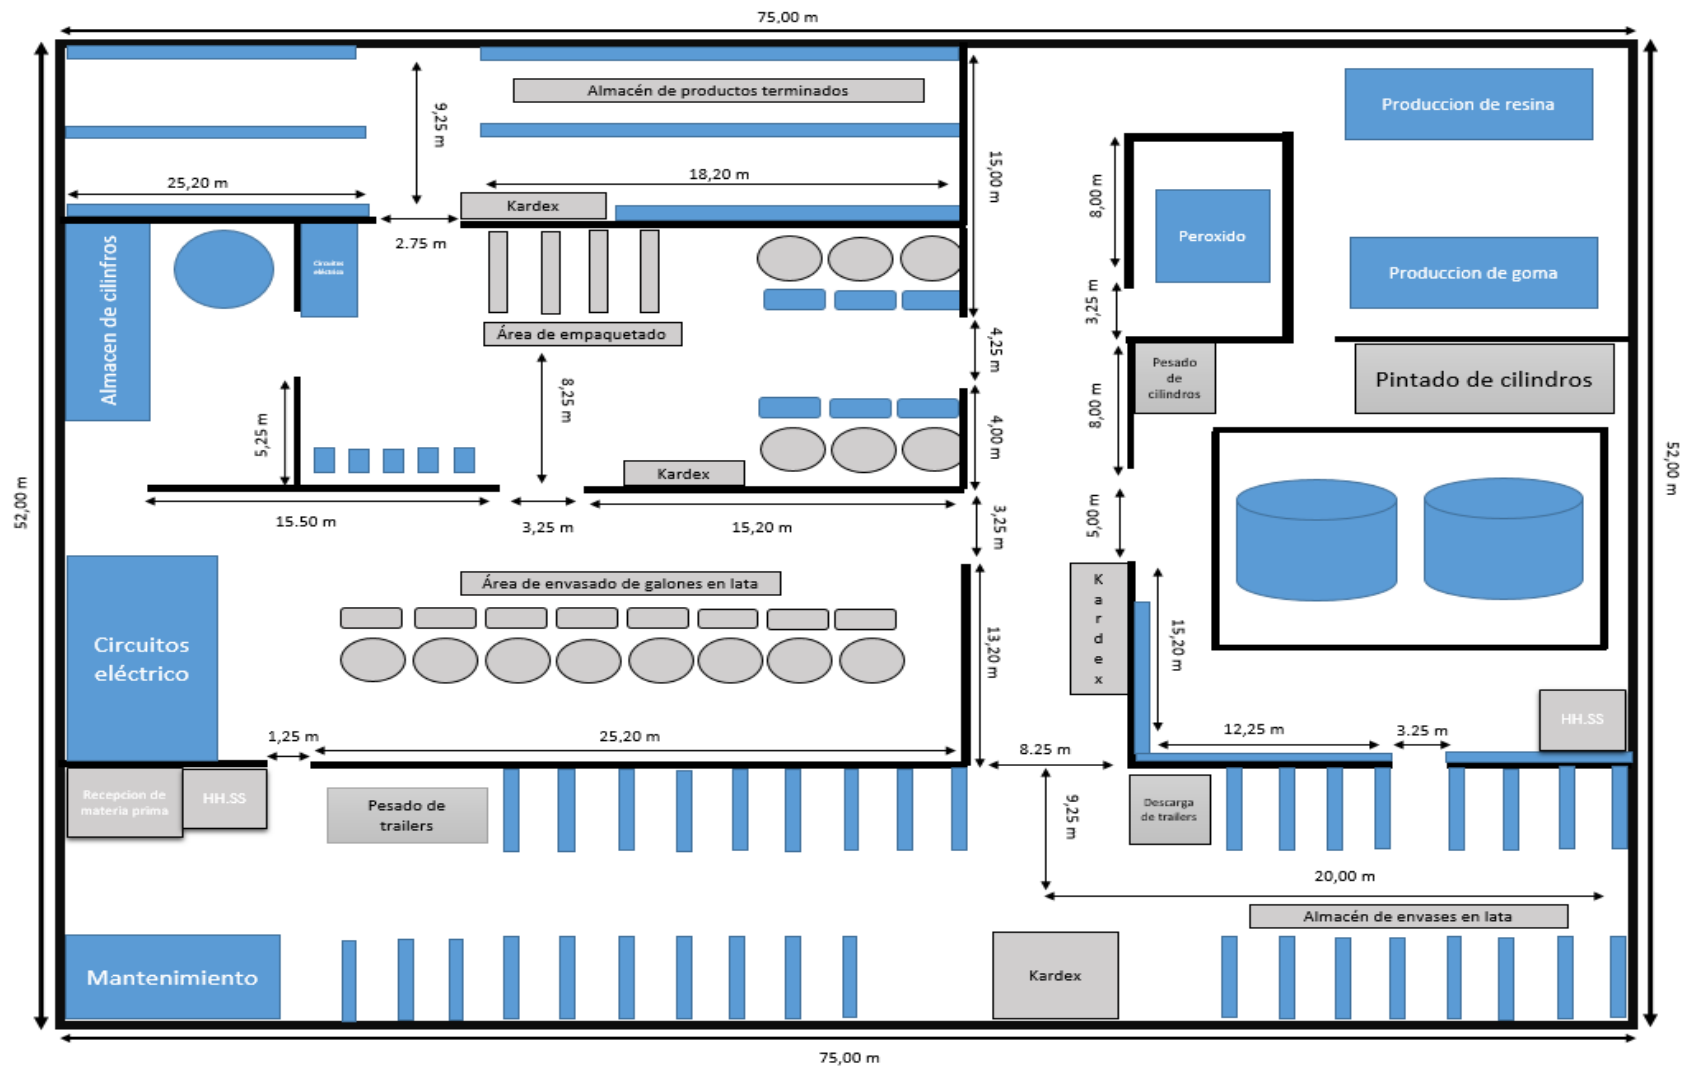 75,00 m
Almacén de productos terminados
Produccion de resina
9,25 m
15,00 m
25,20 m
18,20 m
8,00 m
Kardex
2.75 m
Peroxido
Almacen de cilinfros
Circuitos
eléctrico
Produccion de goma
3,25 m
Área de empaquetado
4,25 m
Pesado
de
cilindros
Pintado de cilindros
8,25 m
8,00 m
5,25 m
4,00 m
Kardex
52,00 m
52,00 m
15.50 m
3,25 m
15,20 m
3,25 m
5,00 m
Área de envasado de galones en lata
K
a
r
d
e
x
Circuitos
eléctrico
13,20 m
15,20 m
HH.SS
1,25 m
25,20 m
8.25 m
12,25 m
3.25 m
Recepcion de
materia prima
HH.SS
Pesado de
trailers
9,25 m
Descarga
de trailers
20,00 m
Almacén de envases en lata
Mantenimiento
Kardex
75,00 m